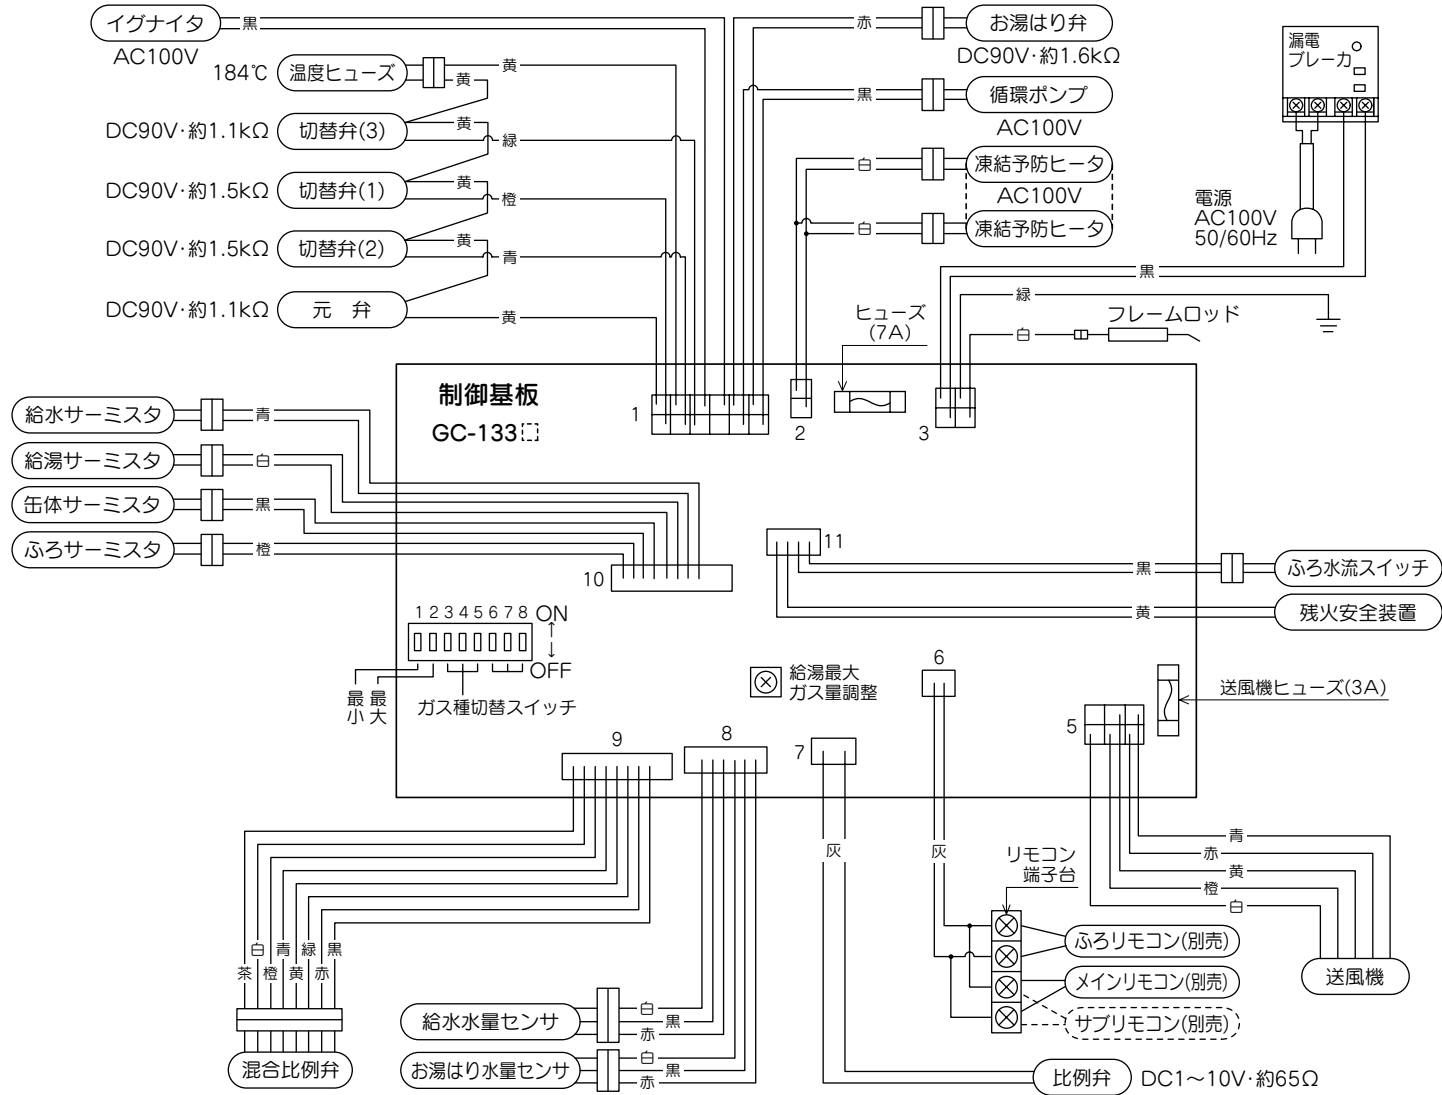 イグナイタ
AC100V
黒
184℃
温度ヒューズ
黄
黄
DC90V･約1.1kΩ
切替弁(3)
黄
緑
DC90V･約1.5kΩ
切替弁(1)
黄
橙
DC90V･約1.5kΩ
切替弁(2)
黄
青
DC90V･約1.1kΩ
元 弁
黄
赤
お湯はり弁
DC90V･約1.6kΩ
黒
循環ポンプ
AC100V
白
凍結予防ヒータ
AC100V
白
凍結予防ヒータ
漏電
ブレーカ
電源
AC100V
50/60Hz
黒
緑
白
フレームロッド
ヒューズ
(7A)
制御基板
GC-133
1
2
3
給水サーミスタ
青
給湯サーミスタ
白
缶体サーミスタ
黒
ふろサーミスタ
橙
10
11
黒
ふろ水流スイッチ
黄
残火安全装置
1 2 3 4 5 6 7 8
ON
↑
↓
OFF
最小
最大
ガス種切替スイッチ
給湯最大
ガス量調整
6
送風機ヒューズ(3A)
5
9
8
7
青
赤
黄
橙
白
送風機
灰
灰
リモコン
端子台
ふろリモコン(別売)
メインリモコン(別売)
サブリモコン(別売)
白 青 緑 黒
茶 橙 黄 赤
混合比例弁
給水水量センサ
白
黒
赤
お湯はり水量センサ
白
黒
赤
比例弁
DC1～10V･約65Ω